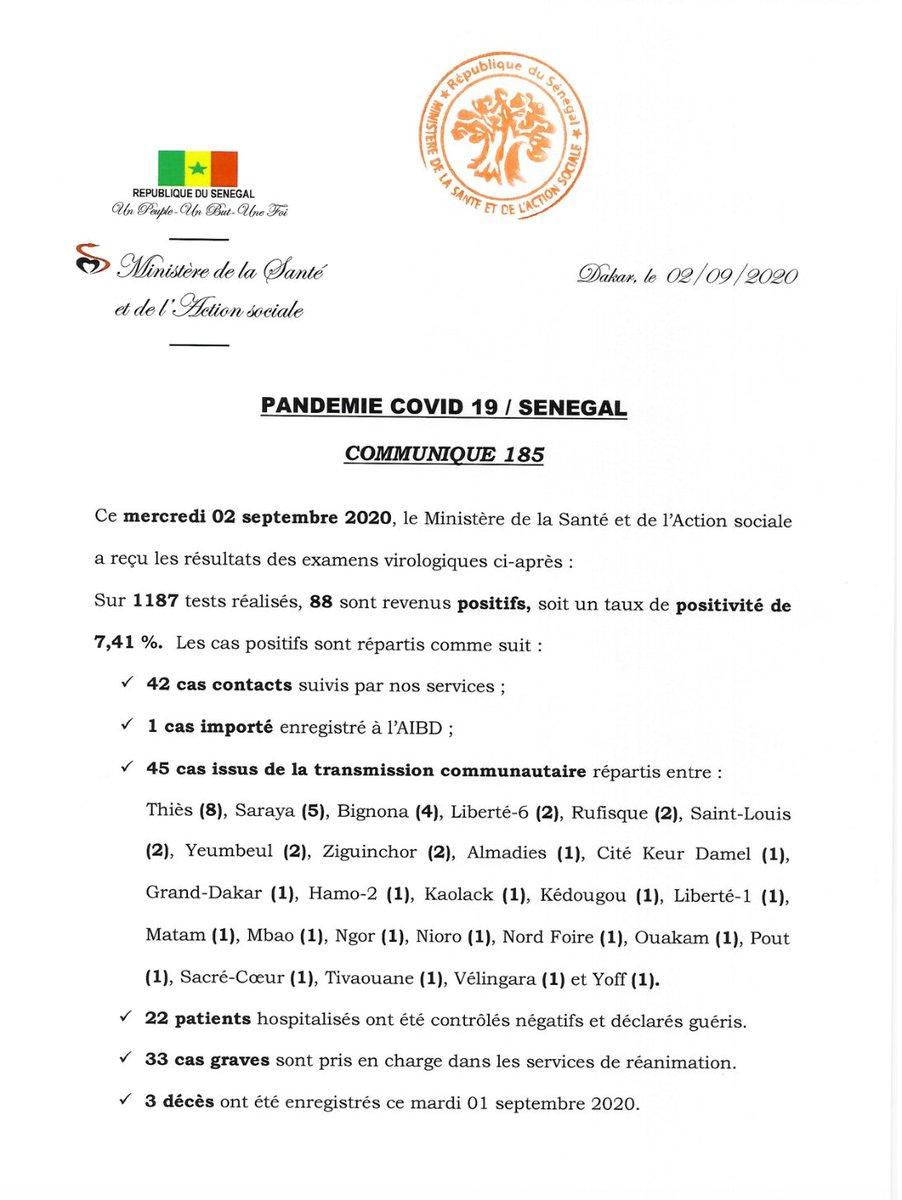 ★ République du Sénégal ★
MINISTERE DE LA SANTE ET DE L'ACTION SOCIALE
REPUBLIQUE DU SENEGAL
Un Peuple-Un But-Une Foi
Ministère de la Santé
et de l'Action sociale
Dakar, le 02/09/2020
PANDEMIE COVID 19 / SENEGAL
COMMUNIQUE 185
Ce mercredi 02 septembre 2020, le Ministère de la Santé et de l'Action sociale
a reçu les résultats des examens virologiques ci-après :
Sur 1187 tests réalisés, 88 sont revenus positifs, soit un taux de positivité de
7,41 %. Les cas positifs sont répartis comme suit :
✓ 42 cas contacts suivis par nos services ;
✓ 1 cas importé enregistré à l'AIBD ;
✓ 45 cas issus de la transmission communautaire répartis entre :
Thiès (8), Saraya (5), Bignona (4), Liberté-6 (2), Rufisque (2), Saint-Louis
(2), Yeumbeul (2), Ziguinchor (2), Almadies (1), Cité Keur Damel (1),
Grand-Dakar (1), Hamo-2 (1), Kaolack (1), Kédougou (1), Liberté-1 (1),
Matam (1), Mbao (1), Ngor (1), Nioro (1), Nord Foire (1), Ouakam (1), Pout
(1), Sacré-Cœur (1), Tivaouane (1), Vélingara (1) et Yoff (1).
✓ 22 patients hospitalisés ont été contrôlés négatifs et déclarés guéris.
✓ 33 cas graves sont pris en charge dans les services de réanimation.
✓ 3 décès ont été enregistrés ce mardi 01 septembre 2020.